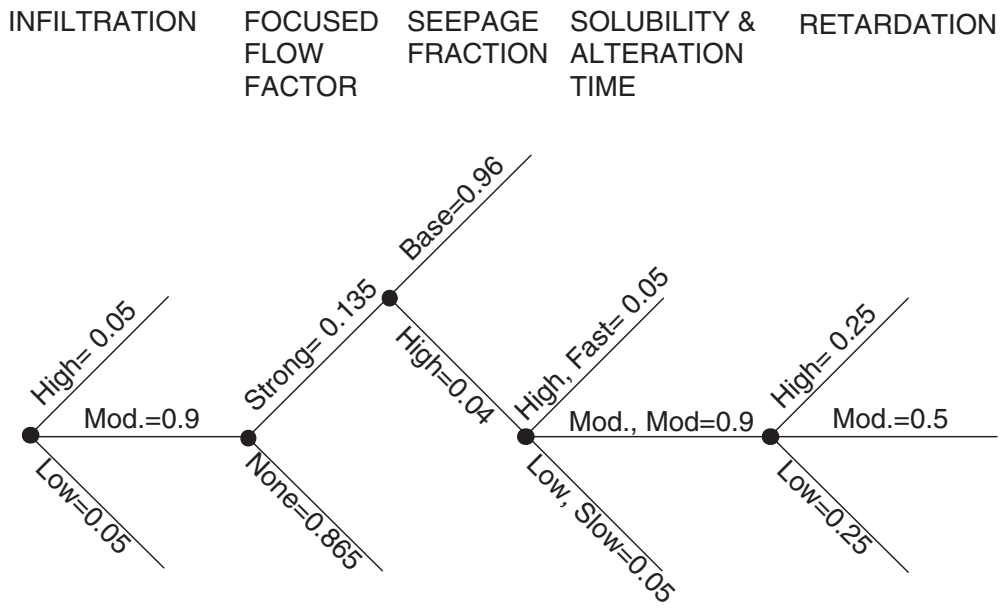 INFILTRATION
FOCUSED
FLOW
FACTOR
SEEPAGE
FRACTION
SOLUBILITY &
ALTERATION
TIME
RETARDATION
High= 0.05
Mod.=0.9
Low=0.05
Strong= 0.135
None=0.865
Base=0.96
High=0.04
High, Fast= 0.05
Mod., Mod=0.9
Low, Slow=0.05
High= 0.25
Mod.=0.5
Low=0.25